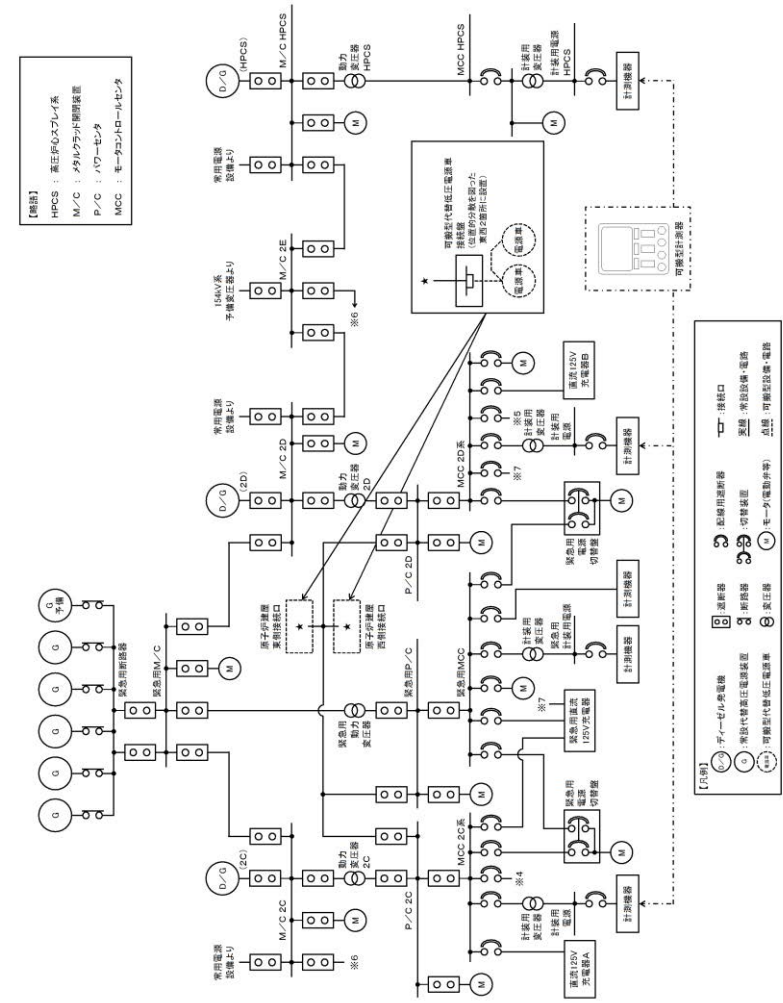 【略語】
HPCS : 高圧炉心スプレイ系
M/C : メタルクラッド開閉装置
P/C : パワーセンタ
MCC : モータコントロールセンタ
G
G
G
G
G
G
予備
緊急用断路器
緊急用M/C
M
常用電源
設備より
D/G
(2C)
M/C 2C
※6
M
動力
変圧器
2C
緊急用
動力
変圧器
原子炉建屋
東側接続口
★
原子炉建屋
西側接続口
★
D/G
(2D)
常用電源
設備より
M/C 2D
M
動力
変圧器
2D
154kV系
予備変圧器より
M/C 2E
※6
常用電源
設備より
D/G
(HPCS)
M/C HPCS
M
動力
変圧器
HPCS
P/C 2C
M
緊急用P/C
M
P/C 2D
M
可搬型代替低圧電源車
接続盤
(位置的分散を図った
東西2箇所に設置)
★
電源車
電源車
MCC 2C系
直流125V
充電器A
計装用
変圧器
計装用
電源
計測機器
※4
緊急用
電源
切替盤
M
緊急用MCC
緊急用直流
125V充電器
※7
M
計装用
変圧器
緊急用
計装用電源
計測機器
計測機器
MCC 2D系
緊急用
電源
切替盤
M
※7
計装用
変圧器
計装用
電源
計測機器
※5
直流125V
充電器B
M
MCC HPCS
計装用
変圧器
計装用電源
HPCS
M
計測機器
可搬型計測器
【凡例】
D/G :ディーゼル発電機
G :常設代替高圧電源装置
電源車 :可搬型代替低圧電源車
:遮断器
:断路器
:変圧器
:配線用遮断器
:切替装置
M :モータ(電動弁等)
:接続口
実線 :常設設備・電路
点線 :可搬型設備・電路